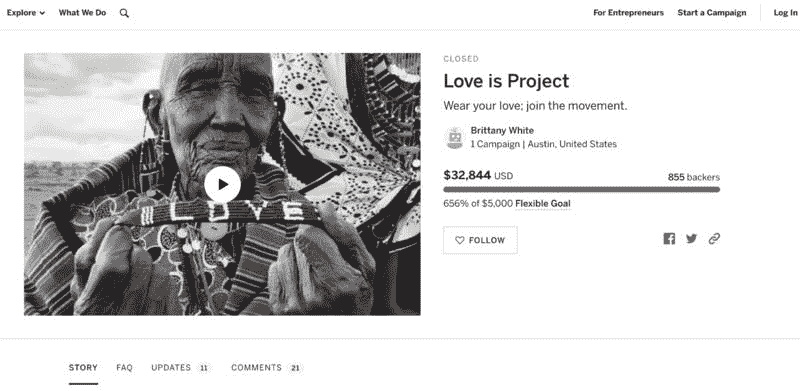 Explore What We Do
For Entrepreneurs Start a Campaign Log In
LOVE
CLOSED
Love is Project
Wear your love; join the movement.
Brittany White
1 Campaign | Austin, United States
$32,844 USD 855 backers
656% of $5,000 Flexible Goal
FOLLOW
STORY FAQ UPDATES 11 COMMENTS 21